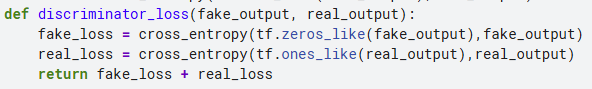 def discriminator_loss(fake_output, real_output):
    fake_loss = cross_entropy(tf.zeros_like(fake_output),fake_output)
    real_loss = cross_entropy(tf.ones_like(real_output),real_output)
    return fake_loss + real_loss